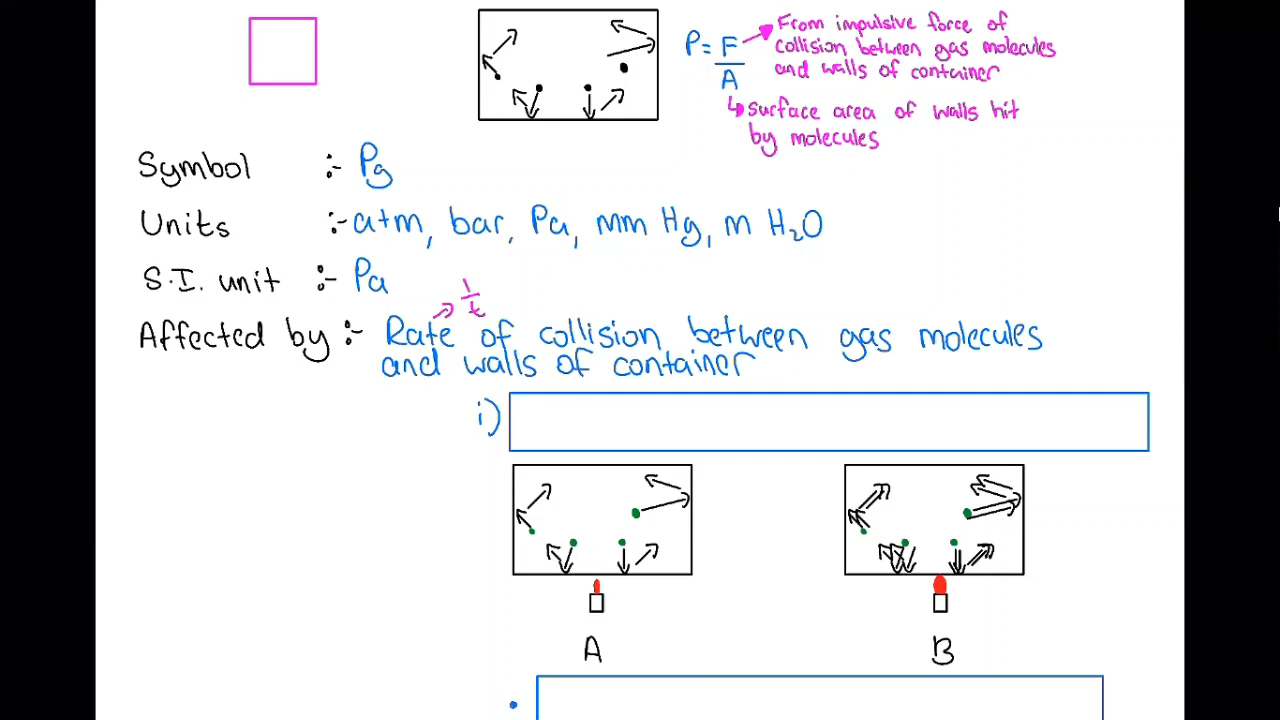 P = F/A
From impulsive force of
collision between gas molecules
and walls of container
↳ surface area of walls hit
by molecules
Symbol :- Pg
Units :- atm, bar, Pa, mm Hg, m H₂O
S.I. unit :- Pa
1/t
Affected by :- Rate of collision between gas molecules
and walls of container
i)
A
B